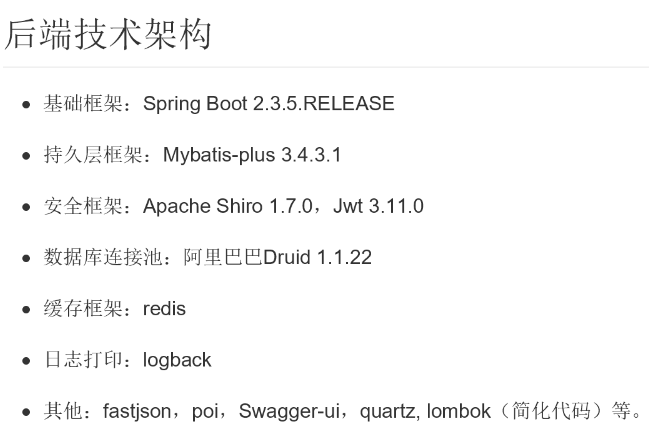 后端技术架构
基础框架：Spring Boot 2.3.5.RELEASE
持久层框架：Mybatis-plus 3.4.3.1
安全框架：Apache Shiro 1.7.0，Jwt 3.11.0
数据库连接池：阿里巴巴Druid 1.1.22
缓存框架：redis
日志打印：logback
其他：fastjson，poi，Swagger-ui，quartz, lombok（简化代码）等。